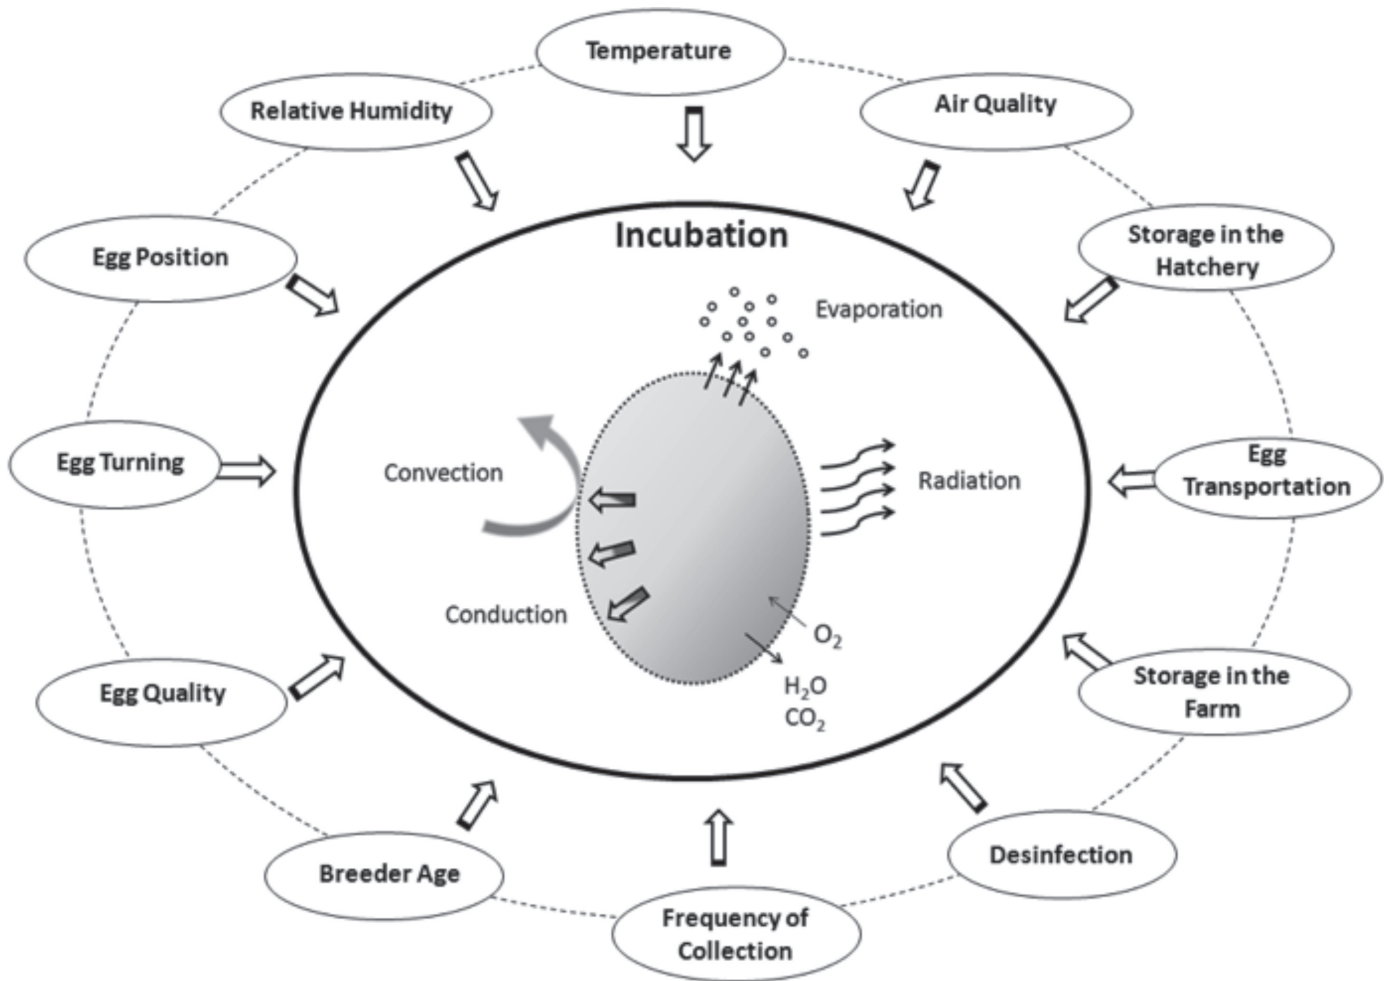 Temperature
Relative Humidity
Air Quality
Egg Position
Storage in the
Hatchery
Incubation
Evaporation
Egg Turning
Convection
Radiation
Egg
Transportation
Conduction
O₂
H₂O
CO₂
Egg Quality
Storage in the
Farm
Breeder Age
Desinfection
Frequency of
Collection